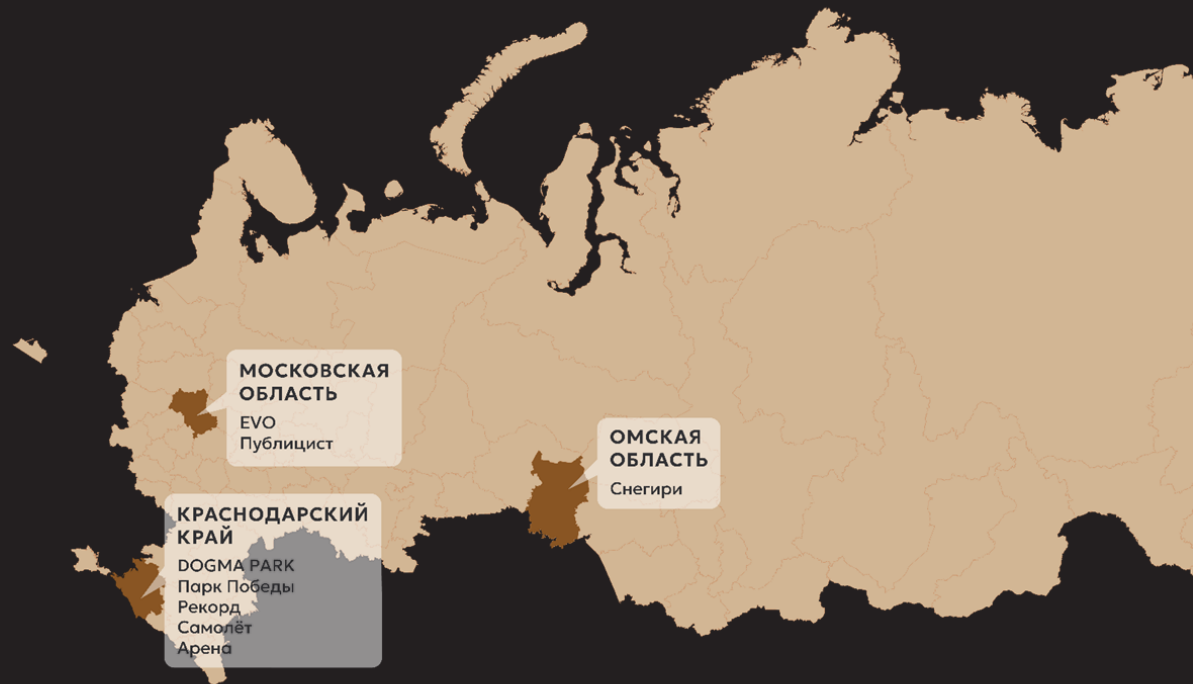 МОСКОВСКАЯ
ОБЛАСТЬ
EVO
Публицист
ОМСКАЯ
ОБЛАСТЬ
Снегири
КРАСНОДАРСКИЙ
КРАЙ
DOGMA PARK
Парк Победы
Рекорд
Самолёт
Арена